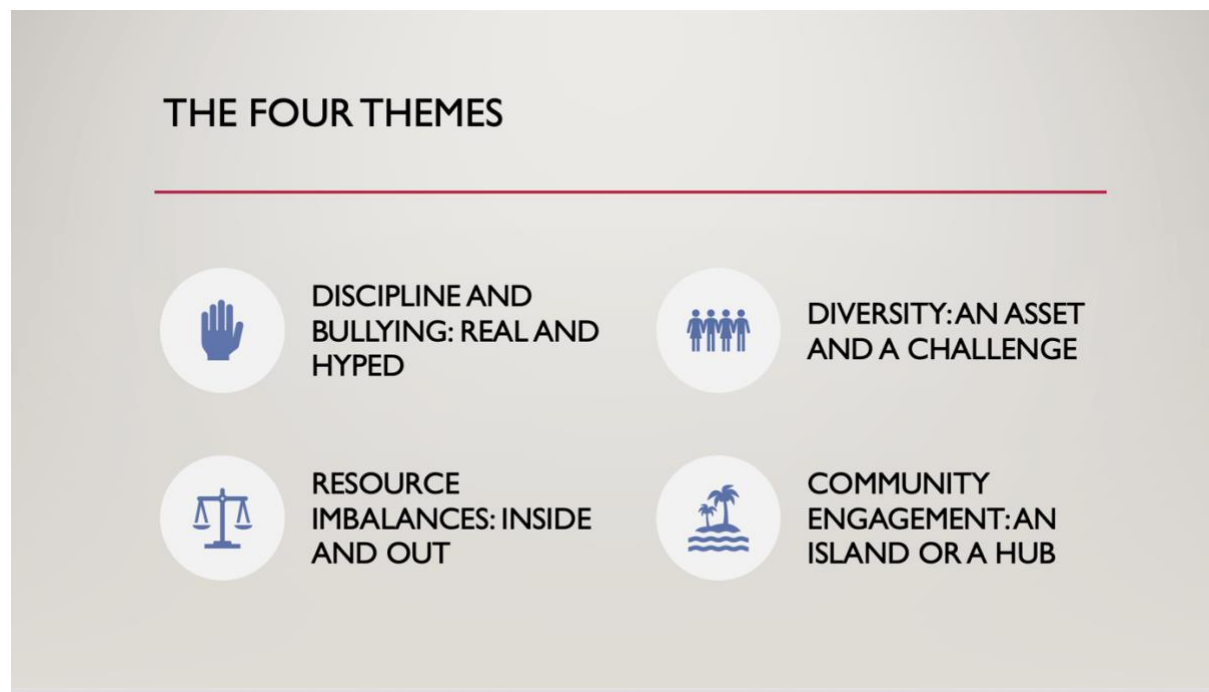 THE FOUR THEMES
DISCIPLINE AND
BULLYING: REAL AND
HYPED
DIVERSITY: AN ASSET
AND A CHALLENGE
RESOURCE
IMBALANCES: INSIDE
AND OUT
COMMUNITY
ENGAGEMENT: AN
ISLAND OR A HUB